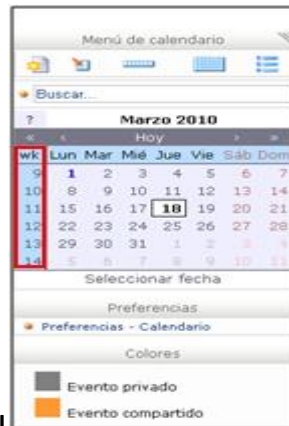 Menú de calendario
Buscar...
? Marzo 2010
« ‹ Hoy › »
wk Lun Mar Mié Jue Vie Sáb Dom
9 1 2 3 4 5 6 7
10 8 9 10 11 12 13 14
11 15 16 17 18 19 20 21
12 22 23 24 25 26 27 28
13 29 30 31 1 2 3 4
14 5 6 7 8 9 10 11
Seleccionar fecha
Preferencias
Preferencias - Calendario
Colores
Evento privado
Evento compartido